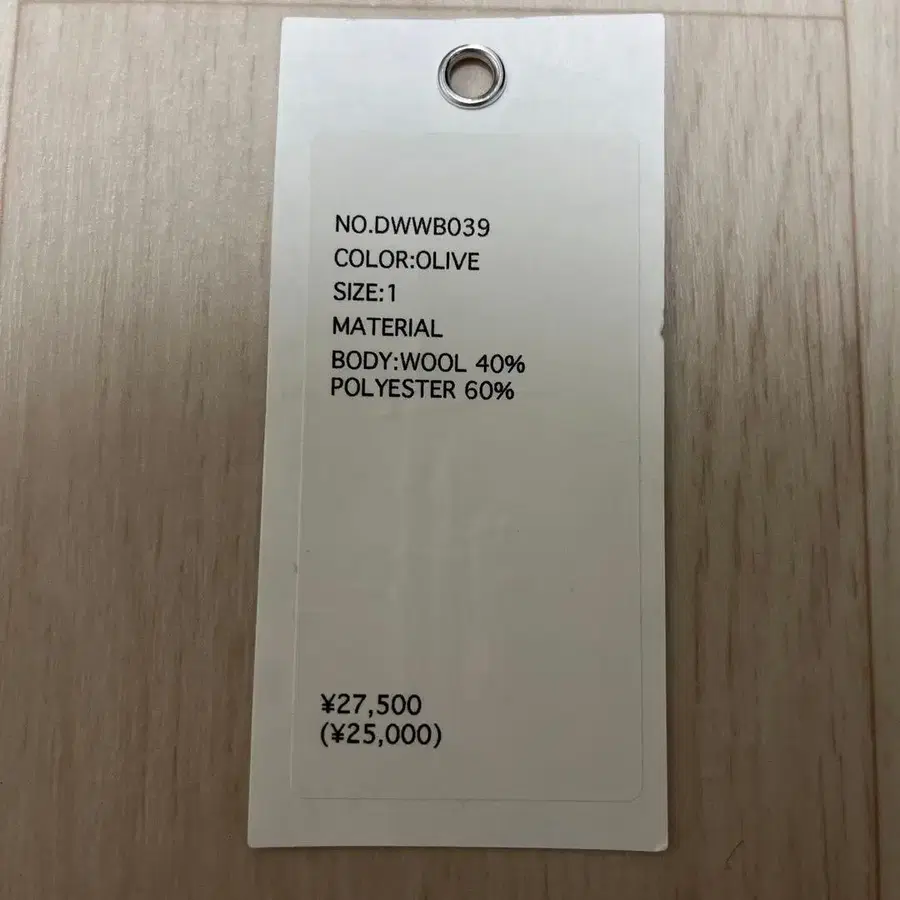 NO.DWWB039
COLOR:OLIVE
SIZE:1
MATERIAL
BODY:WOOL 40%
POLYESTER 60%
¥27,500
(¥25,000)